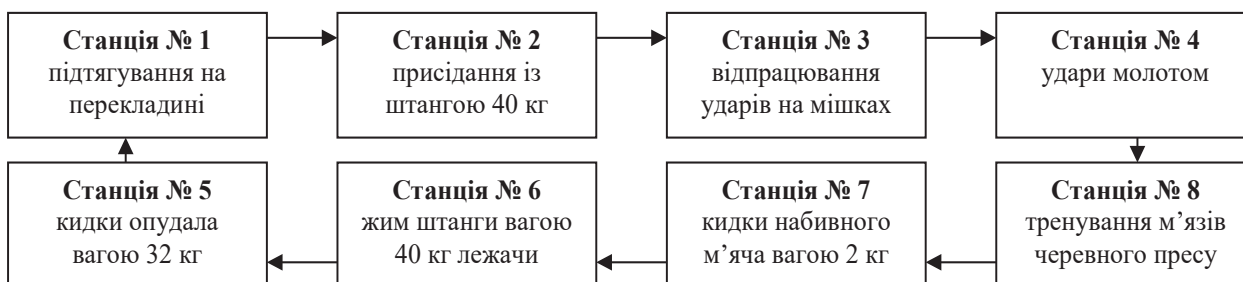 Станція № 1
підтягування на
перекладині
Станція № 2
присідання із
штангою 40 кг
Станція № 3
відпрацювання
ударів на мішках
Станція № 4
удари молотом
Станція № 5
кидки опудала
вагою 32 кг
Станція № 6
жим штанги вагою
40 кг лежачи
Станція № 7
кидки набивного
м’яча вагою 2 кг
Станція № 8
тренування м’язів
черевного пресу